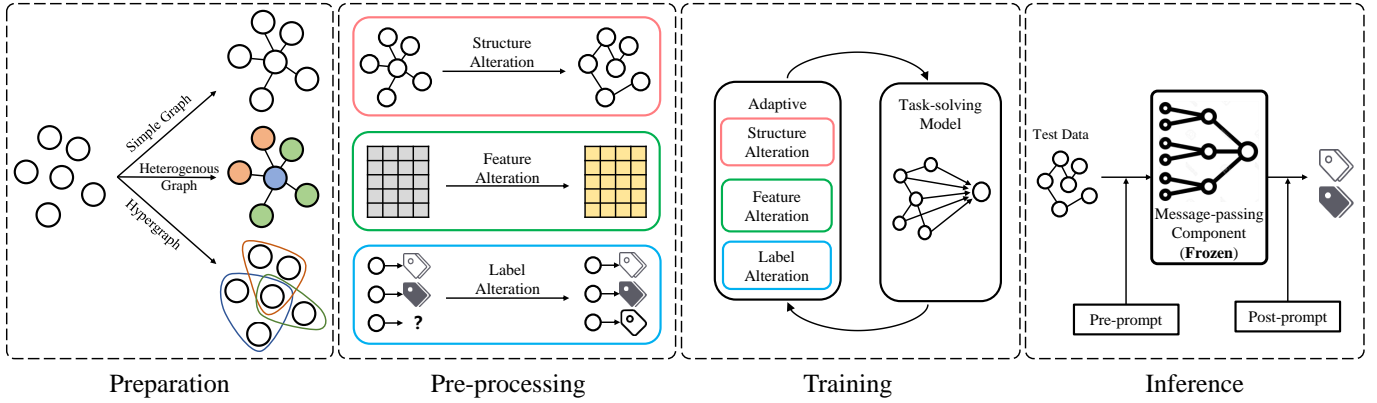 Simple Graph
Heterogenous
Graph
Hypergraph
Preparation
Structure
Alteration
Feature
Alteration
Label
Alteration
?
Pre-processing
Adaptive
Structure
Alteration
Feature
Alteration
Label
Alteration
Task-solving
Model
Training
Test Data
Message-passing
Component
(Frozen)
Pre-prompt
Post-prompt
Inference